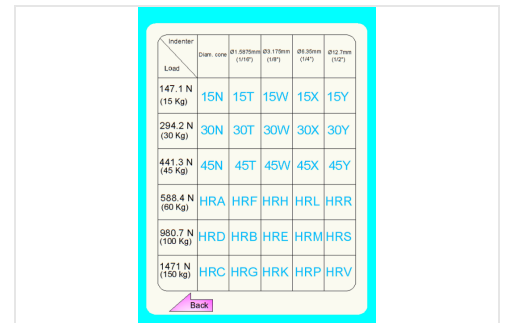 Indenter
Load
Diam. cone
Ø1.5875mm
(1/16")
Ø3.175mm
(1/8")
Ø6.35mm
(1/4")
Ø12.7mm
(1/2")
147.1 N
(15 Kg)
15N 15T 15W 15X 15Y
294.2 N
(30 Kg)
30N 30T 30W 30X 30Y
441.3 N
(45 Kg)
45N 45T 45W 45X 45Y
588.4 N
(60 Kg)
HRA HRF HRH HRL HRR
980.7 N
(100 Kg)
HRD HRB HRE HRM HRS
1471 N
(150 kg)
HRC HRG HRK HRP HRV
Back